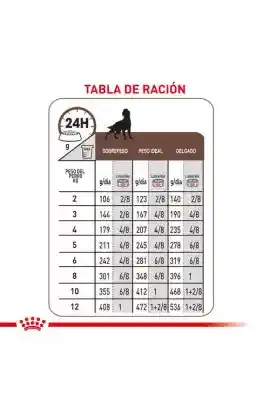 TABLA DE RACIÓN
24H
g
SOBREPESO PESO IDEAL DELGADO
PESO DEL PERRO KG g/día g/día g/día
2 106 2/8 123 2/8 140 2/8
3 144 2/8 167 4/8 190 4/8
4 179 4/8 207 4/8 235 4/8
5 211 4/8 245 4/8 278 6/8
6 242 4/8 281 6/8 319 6/8
8 301 6/8 348 6/8 396 1
10 355 6/8 412 1 468 1+2/8
12 408 1 472 1+2/8 536 1+2/8
ROYAL CANIN